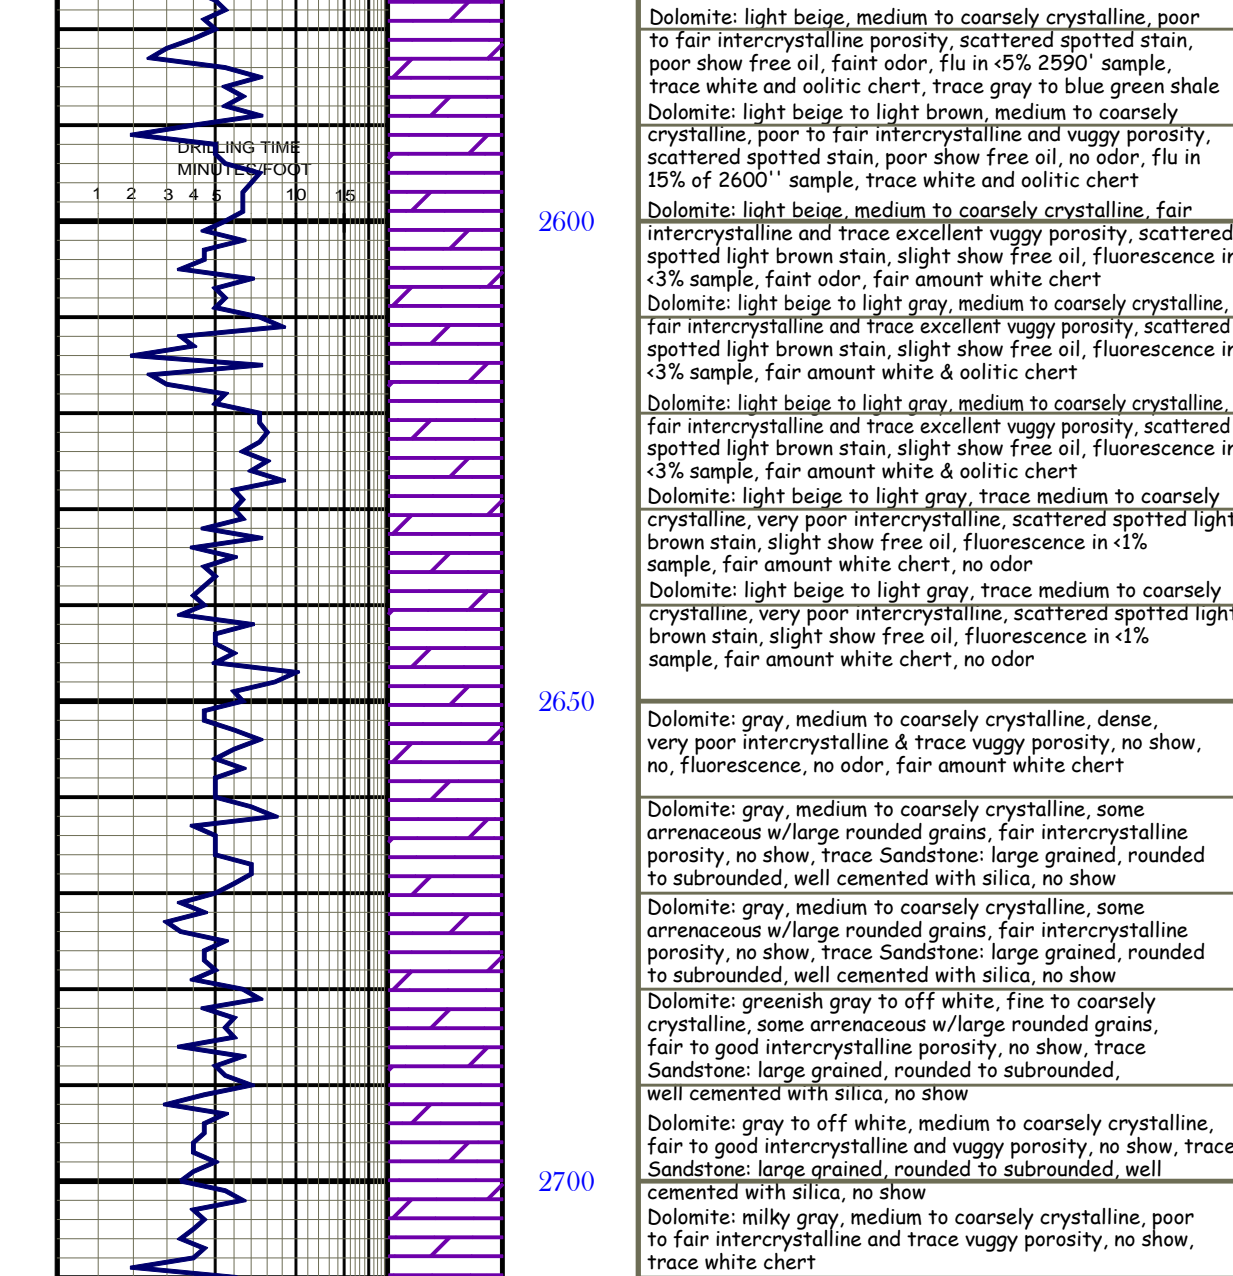 DRILLING TIME
MINUTES/FOOT
1 2 3 4 5 10 15
2600
2650
2700
Dolomite: light beige, medium to coarsely crystalline, poor
to fair intercrystalline porosity, scattered spotted stain,
poor show free oil, faint odor, flu in <5% 2590' sample,
trace white and oolitic chert, trace gray to blue green shale
Dolomite: light beige to light brown, medium to coarsely
crystalline, poor to fair intercrystalline and vuggy porosity,
scattered spotted stain, poor show free oil, no odor, flu in
15% of 2600'' sample, trace white and oolitic chert
Dolomite: light beige, medium to coarsely crystalline, fair
intercrystalline and trace excellent vuggy porosity, scattered
spotted light brown stain, slight show free oil, fluorescence in
<3% sample, faint odor, fair amount white chert
Dolomite: light beige to light gray, medium to coarsely crystalline,
fair intercrystalline and trace excellent vuggy porosity, scattered
spotted light brown stain, slight show free oil, fluorescence in
<3% sample, fair amount white & oolitic chert
Dolomite: light beige to light gray, medium to coarsely crystalline,
fair intercrystalline and trace excellent vuggy porosity, scattered
spotted light brown stain, slight show free oil, fluorescence in
<3% sample, fair amount white & oolitic chert
Dolomite: light beige to light gray, trace medium to coarsely
crystalline, very poor intercrystalline, scattered spotted light
brown stain, slight show free oil, fluorescence in <1%
sample, fair amount white chert, no odor
Dolomite: light beige to light gray, trace medium to coarsely
crystalline, very poor intercrystalline, scattered spotted light
brown stain, slight show free oil, fluorescence in <1%
sample, fair amount white chert, no odor
Dolomite: gray, medium to coarsely crystalline, dense,
very poor intercrystalline & trace vuggy porosity, no show,
no, fluorescence, no odor, fair amount white chert
Dolomite: gray, medium to coarsely crystalline, some
arrenaceous w/large rounded grains, fair intercrystalline
porosity, no show, trace Sandstone: large grained, rounded
to subrounded, well cemented with silica, no show
Dolomite: gray, medium to coarsely crystalline, some
arrenaceous w/large rounded grains, fair intercrystalline
porosity, no show, trace Sandstone: large grained, rounded
to subrounded, well cemented with silica, no show
Dolomite: greenish gray to off white, fine to coarsely
crystalline, some arrenaceous w/large rounded grains,
fair to good intercrystalline porosity, no show, trace
Sandstone: large grained, rounded to subrounded,
well cemented with silica, no show
Dolomite: gray to off white, medium to coarsely crystalline,
fair to good intercrystalline and vuggy porosity, no show, trace
Sandstone: large grained, rounded to subrounded, well
cemented with silica, no show
Dolomite: milky gray, medium to coarsely crystalline, poor
to fair intercrystalline and trace vuggy porosity, no show,
trace white chert